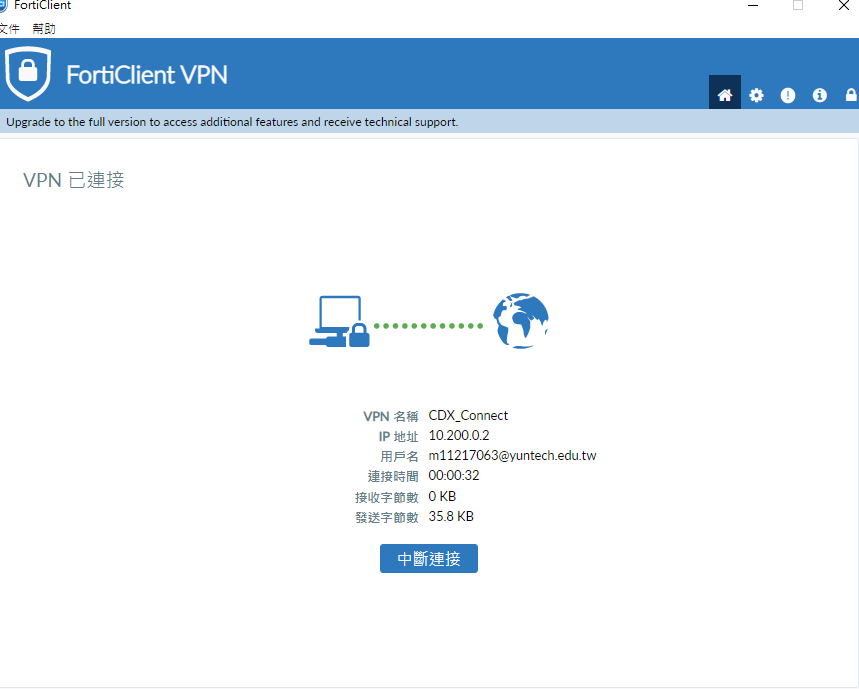 FortiClient
文件 幫助
FortiClient VPN
Upgrade to the full version to access additional features and receive technical support.
VPN 已連接
VPN 名稱 CDX_Connect
IP 地址 10.200.0.2
用戶名 m11217063@yuntech.edu.tw
連接時間 00:00:32
接收字節數 0 KB
發送字節數 35.8 KB
中斷連接